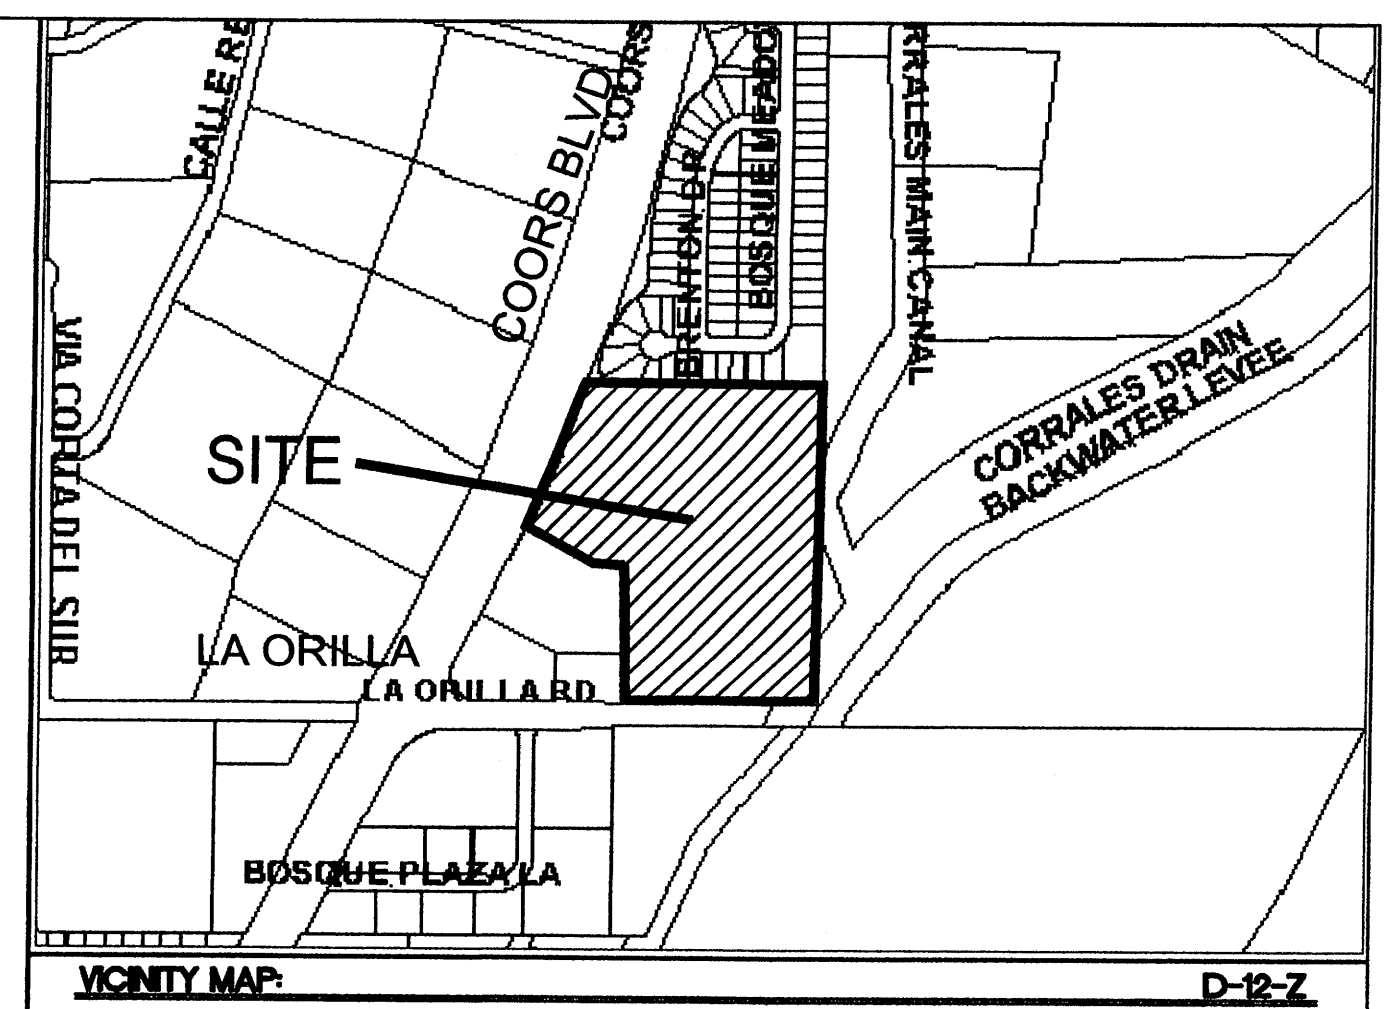 CALLE RE
COORS
COORS BLVD
BRENTON DR
BOSQUE MEADO
RRALES MAIN CANAL
CORRALES DRAIN
BACKWATER LEVEE
VIA CORTA DEL SUR
SITE
LA ORILLA
LA ORILLA RD
BOSQUE PLAZA LA
VICINITY MAP:
D-12-Z